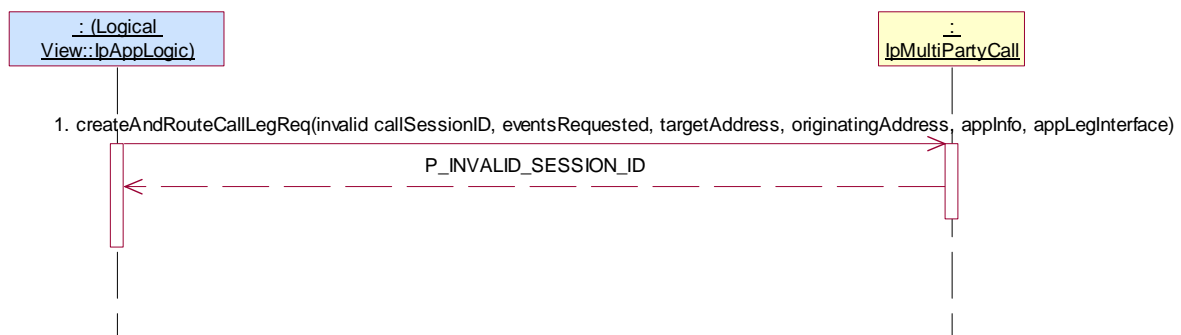 : (Logical
View::IpAppLogic)
:
IpMultiPartyCall
1. createAndRouteCallLegReq(invalid callSessionID, eventsRequested, targetAddress, originatingAddress, appInfo, appLegInterface)
P_INVALID_SESSION_ID